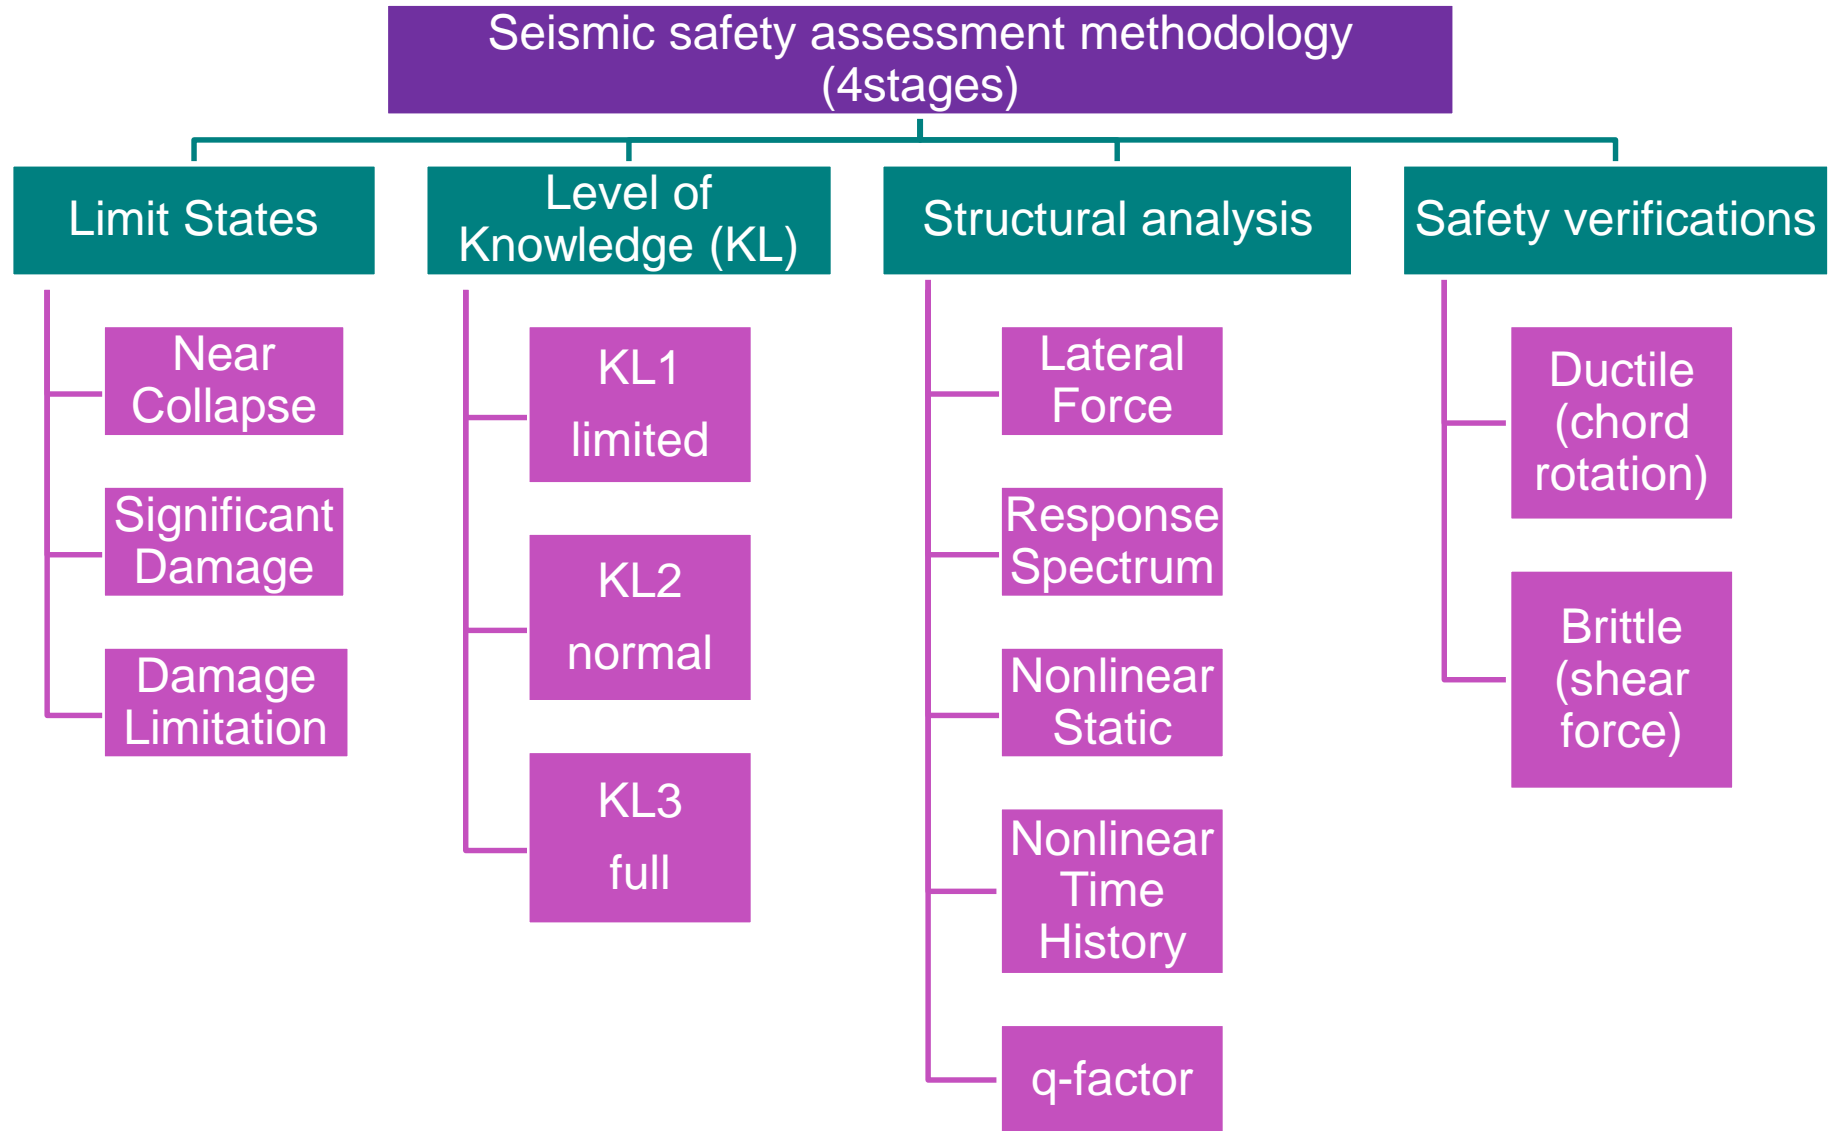 Seismic safety assessment methodology
(4stages)
Limit States
Near
Collapse
Significant
Damage
Damage
Limitation
Level of
Knowledge (KL)
KL1
limited
KL2
normal
KL3
full
Structural analysis
Lateral
Force
Response
Spectrum
Nonlinear
Static
Nonlinear
Time
History
q-factor
Safety verifications
Ductile
(chord
rotation)
Brittle
(shear
force)